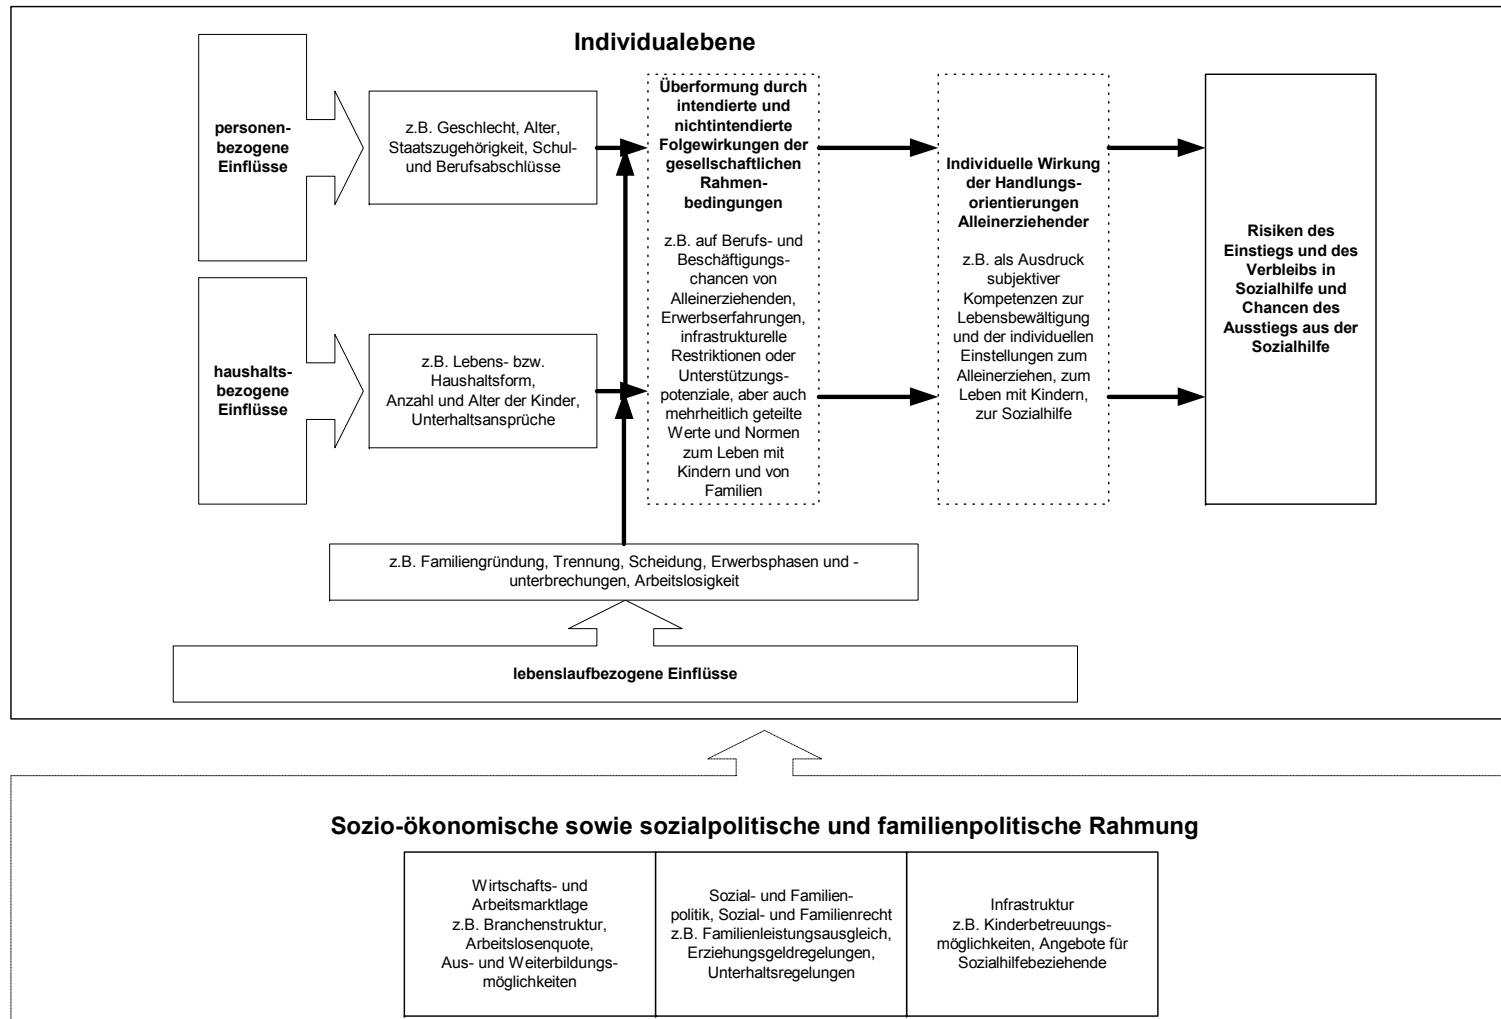 Individualebene
personen-
bezogene
Einflüsse
z.B. Geschlecht, Alter,
Staatszugehörigkeit, Schul-
und Berufsabschlüsse
haushalts-
bezogene
Einflüsse
z.B. Lebens- bzw.
Haushaltsform,
Anzahl und Alter der Kinder,
Unterhaltsansprüche
Überformung durch
intendierte und
nichtintendierte
Folgewirkungen der
gesellschaftlichen
Rahmen-
bedingungen
z.B. auf Berufs- und
Beschäftigungs-
chancen von
Alleinerziehenden,
Erwerbserfahrungen,
infrastrukturelle
Restriktionen oder
Unterstützungs-
potenziale, aber auch
mehrheitlich geteilte
Werte und Normen
zum Leben mit
Kindern und von
Familien
Individuelle Wirkung
der Handlungs-
orientierungen
Alleinerziehender
z.B. als Ausdruck
subjektiver
Kompetenzen zur
Lebensbewältigung
und der individuellen
Einstellungen zum
Alleinerziehen, zum
Leben mit Kindern,
zur Sozialhilfe
Risiken des
Einstiegs und des
Verbleibs in
Sozialhilfe und
Chancen des
Ausstiegs aus der
Sozialhilfe
z.B. Familiengründung, Trennung, Scheidung, Erwerbsphasen und -
unterbrechungen, Arbeitslosigkeit
lebenslaufbezogene Einflüsse
Sozio-ökonomische sowie sozialpolitische und familienpolitische Rahmung
Wirtschafts- und
Arbeitsmarktlage
z.B. Branchenstruktur,
Arbeitslosenquote,
Aus- und Weiterbildungs-
möglichkeiten
Sozial- und Familien-
politik, Sozial- und Familienrecht
z.B. Familienleistungsausgleich,
Erziehungsgeldregelungen,
Unterhaltsregelungen
Infrastruktur
z.B. Kinderbetreuungs-
möglichkeiten, Angebote für
Sozialhilfebeziehende